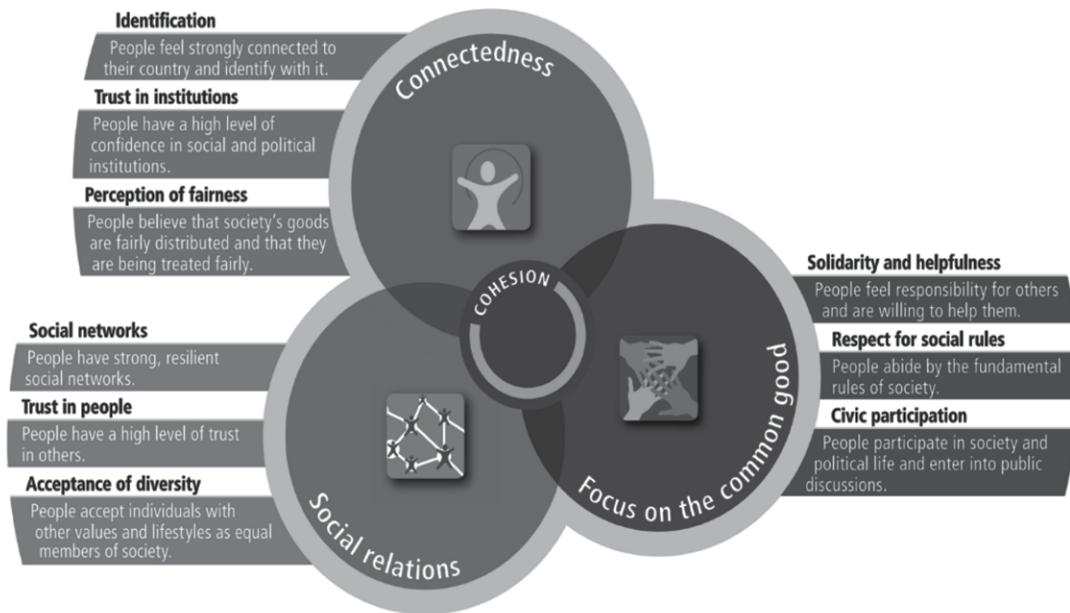 Identification
People feel strongly connected to
their country and identify with it.
Trust in institutions
People have a high level of
confidence in social and political
institutions.
Perception of fairness
People believe that society's goods
are fairly distributed and that they
are being treated fairly.
Connectedness
COHESION
Social networks
People have strong, resilient
social networks.
Trust in people
People have a high level of trust
in others.
Acceptance of diversity
People accept individuals with
other values and lifestyles as equal
members of society.
Social relations
Solidarity and helpfulness
People feel responsibility for others
and are willing to help them.
Respect for social rules
People abide by the fundamental
rules of society.
Civic participation
People participate in society and
political life and enter into public
discussions.
Focus on the common good